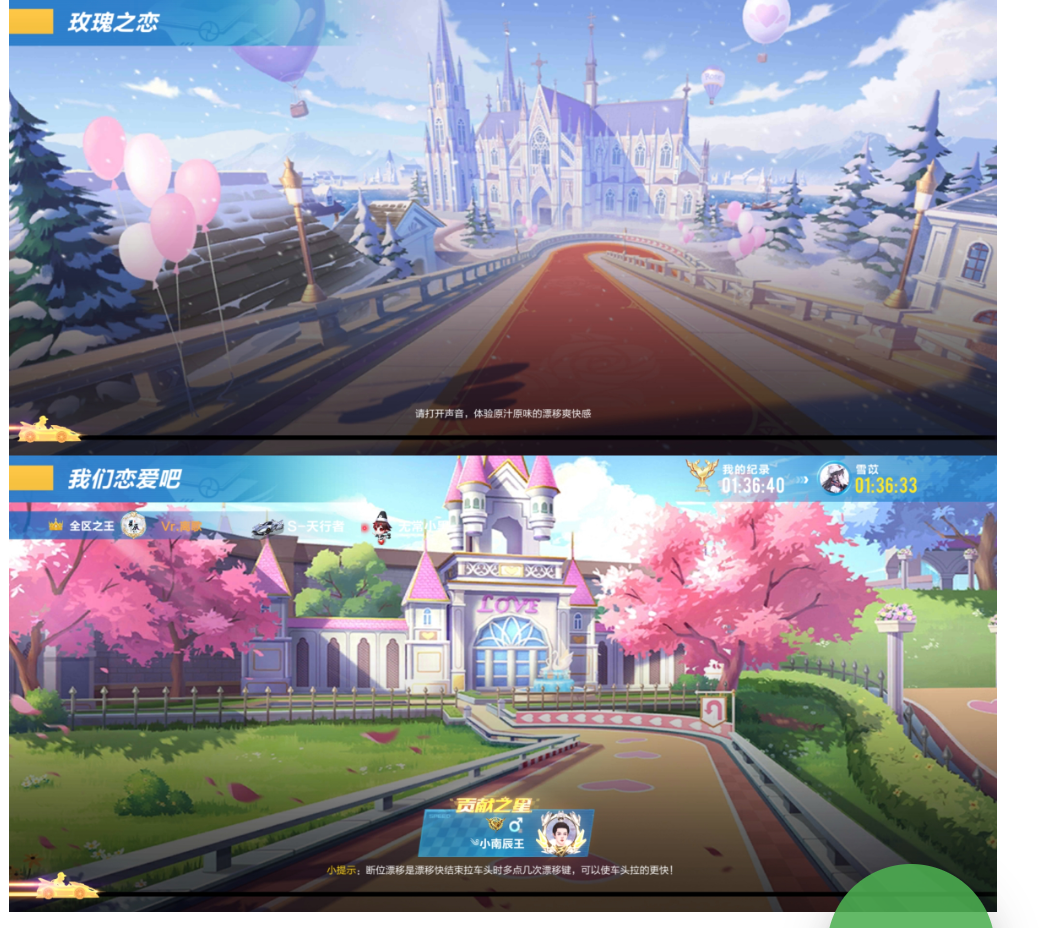 玫瑰之恋
请打开声音，体验原汁原味的漂移爽快感
我们恋爱吧
我的纪录
01:36:40
雪苡
01:36:33
全区之王
Vr.
S-天行者
LOVE
贡献之星
小南辰王
小提示：断位漂移是漂移快结束拉车头时多点几次漂移键，可以使车头拉的更快！